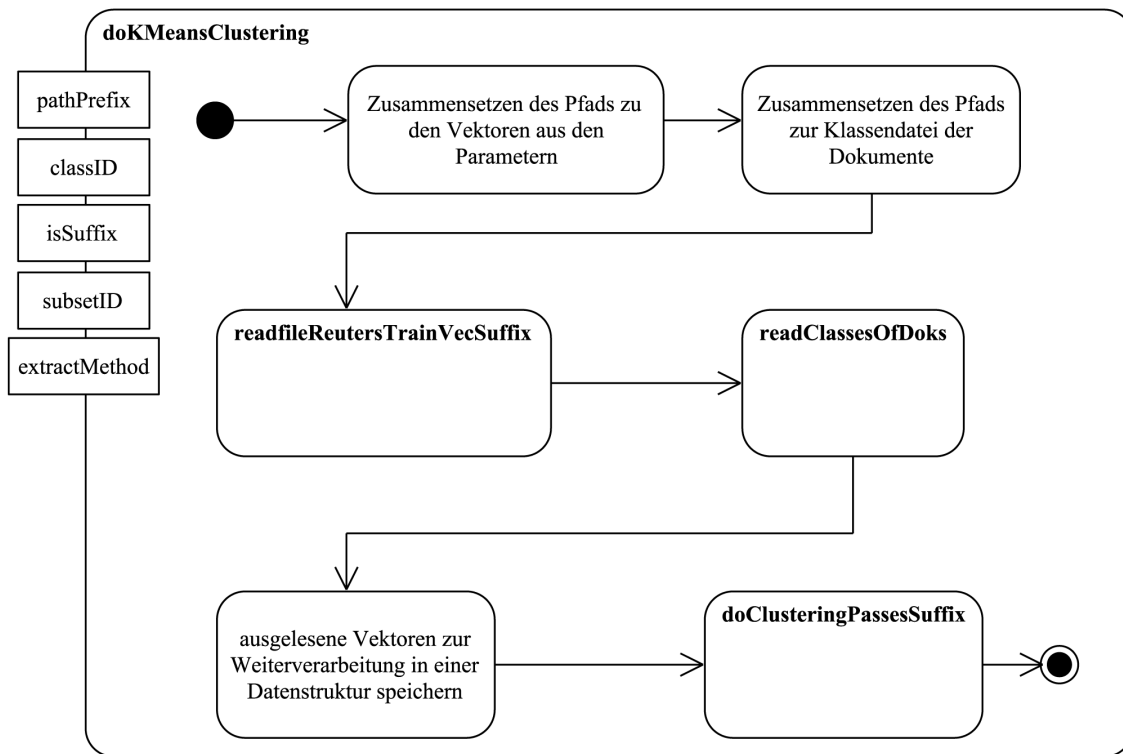 doKMeansClustering
pathPrefix
classID
isSuffix
subsetID
extractMethod
Zusammensetzen des Pfads zu
den Vektoren aus den
Parametern
Zusammensetzen des Pfads
zur Klassendatei der
Dokumente
readfileReutersTrainVecSuffix
readClassesOfDoks
ausgelesene Vektoren zur
Weiterverarbeitung in einer
Datenstruktur speichern
doClusteringPassesSuffix